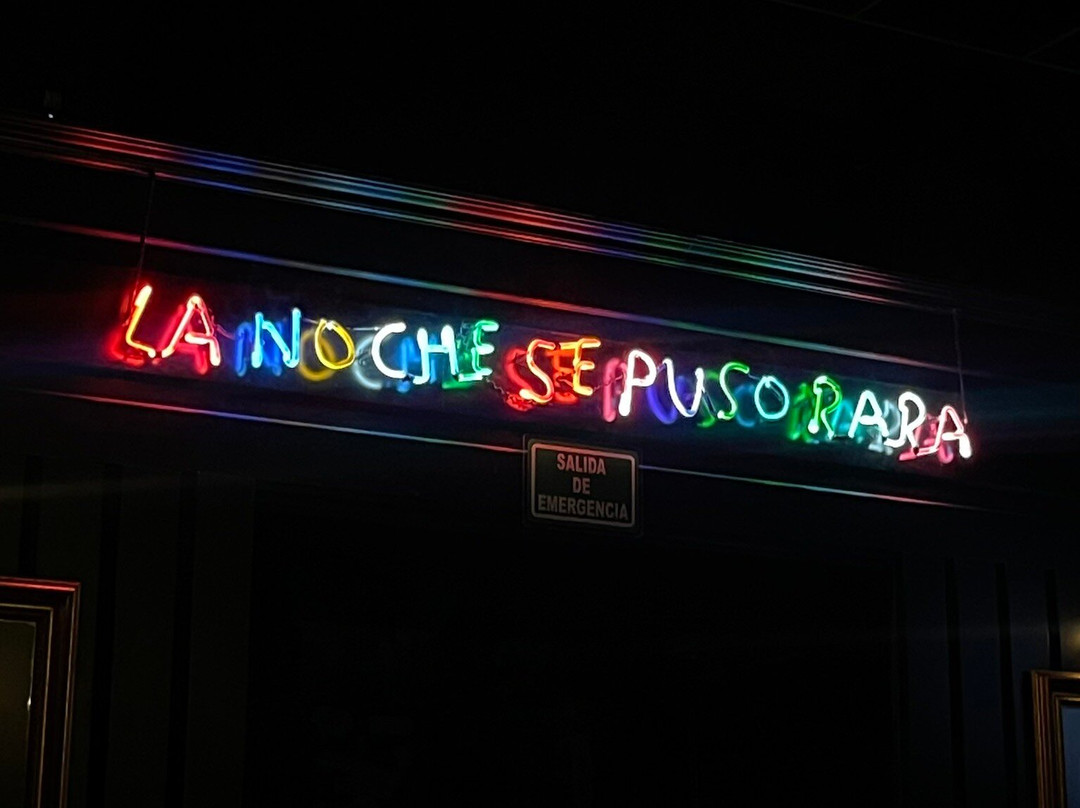 LA NOCHE SE PUSO RARA
SALIDA
DE
EMERGENCIA